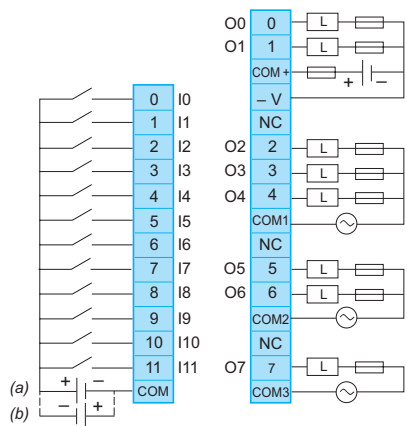 0 I0
1 I1
2 I2
3 I3
4 I4
5 I5
6 I6
7 I7
8 I8
9 I9
10 I10
11 I11
(a) + − COM
(b) − +
O0 0 L
O1 1 L
COM + + −
– V
NC
O2 2 L
O3 3 L
O4 4 L
COM1
NC
O5 5 L
O6 6 L
COM2
NC
O7 7 L
COM3